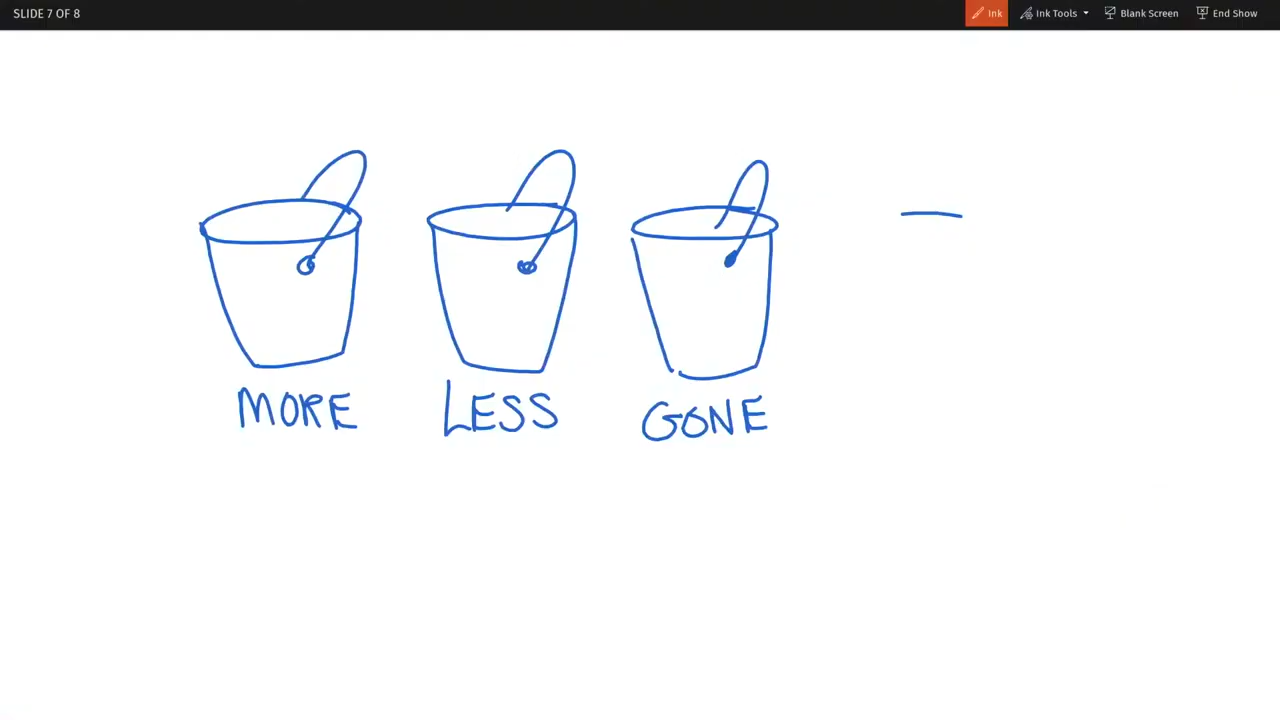 SLIDE 7 OF 8
Ink
Ink Tools
Blank Screen
End Show
MORE
LESS
GONE